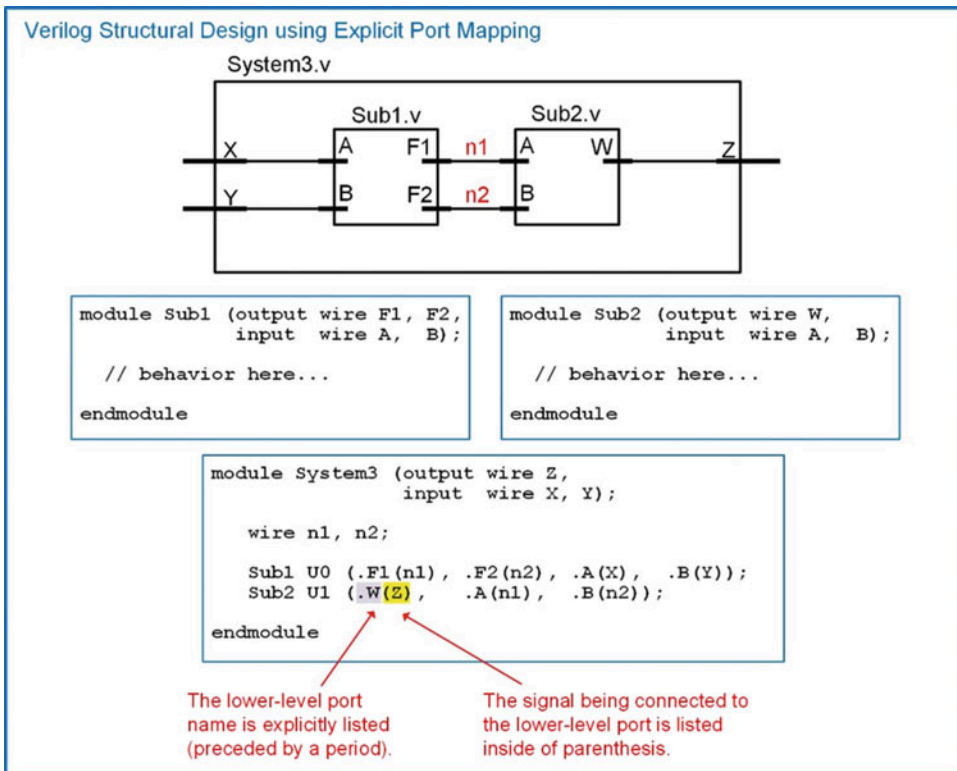 Verilog Structural Design using Explicit Port Mapping
System3.v
Sub1.v
Sub2.v
X
A
F1
n1
A
W
Z
Y
B
F2
n2
B
module Sub1 (output wire F1, F2,
input wire A, B);
// behavior here...
endmodule
module Sub2 (output wire W,
input wire A, B);
// behavior here...
endmodule
module System3 (output wire Z,
input wire X, Y);
wire n1, n2;
Sub1 U0 (.F1(n1), .F2(n2), .A(X), .B(Y));
Sub2 U1 (.W(Z), .A(n1), .B(n2));
endmodule
The lower-level port
name is explicitly listed
(preceded by a period).
The signal being connected to
the lower-level port is listed
inside of parenthesis.